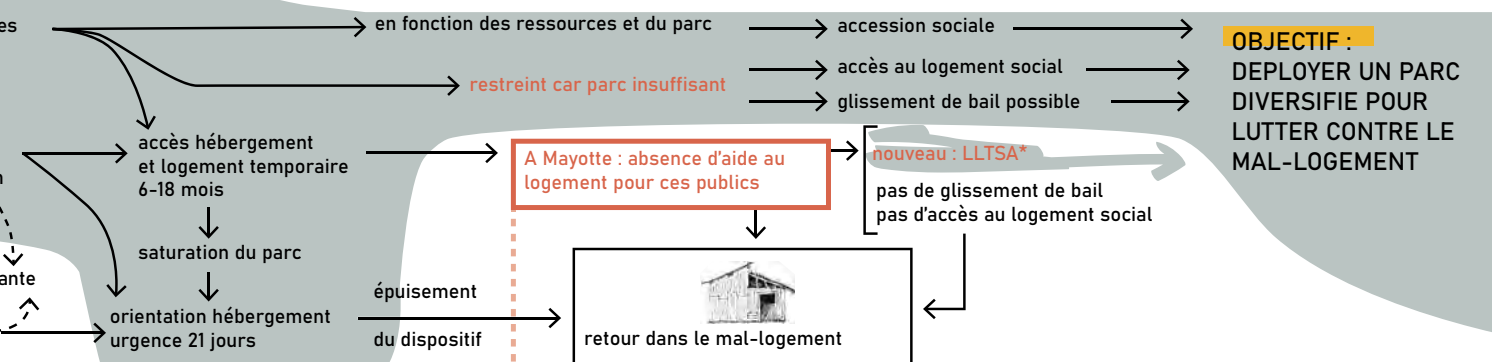 es
en fonction des ressources et du parc
accession sociale
restreint car parc insuffisant
accès au logement social
glissement de bail possible
OBJECTIF :
DEPLOYER UN PARC
DIVERSIFIE POUR
LUTTER CONTRE LE
MAL-LOGEMENT
accès hébergement
et logement temporaire
6-18 mois
A Mayotte : absence d'aide au
logement pour ces publics
nouveau : LLTSA*
pas de glissement de bail
pas d'accès au logement social
n
saturation du parc
ante
orientation hébergement
urgence 21 jours
épuisement
du dispositif
retour dans le mal-logement